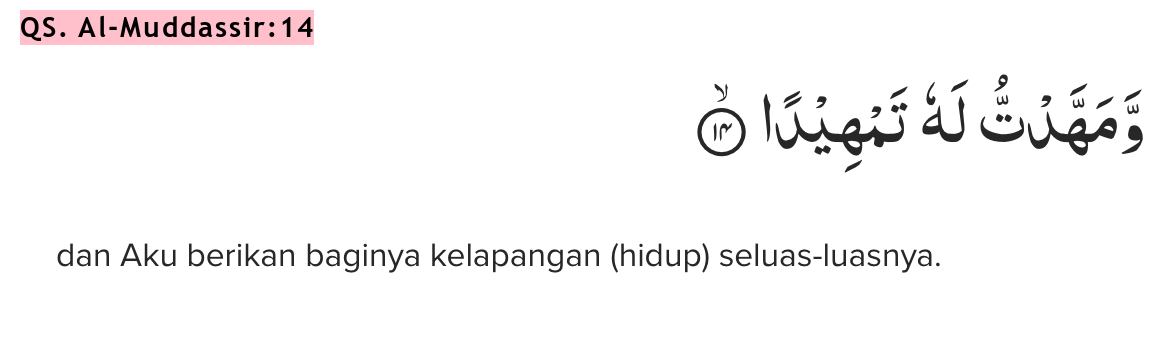 QS. Al-Muddassir:14
وَّمَهَّدْتُّ لَهٗ تَمْهِيْدًاۙ ۝١٤
dan Aku berikan baginya kelapangan (hidup) seluas-luasnya.